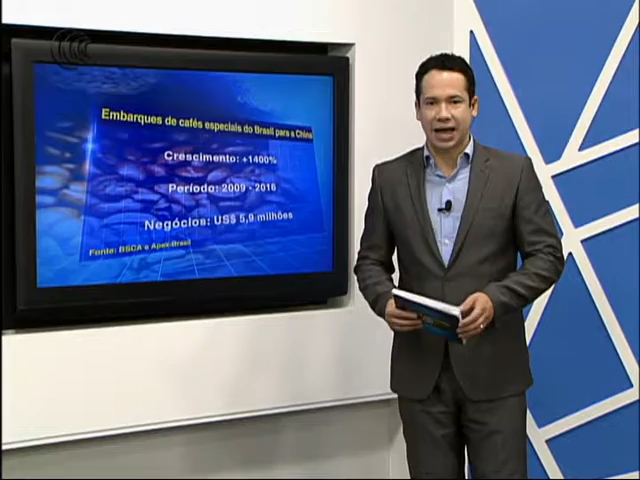 Embarques de cafés especiais do Brasil para a China
Crescimento: +1400%
Período: 2009 - 2016
Negócios: US$ 5,9 milhões
Fonte: BSCA e Apex-Brasil